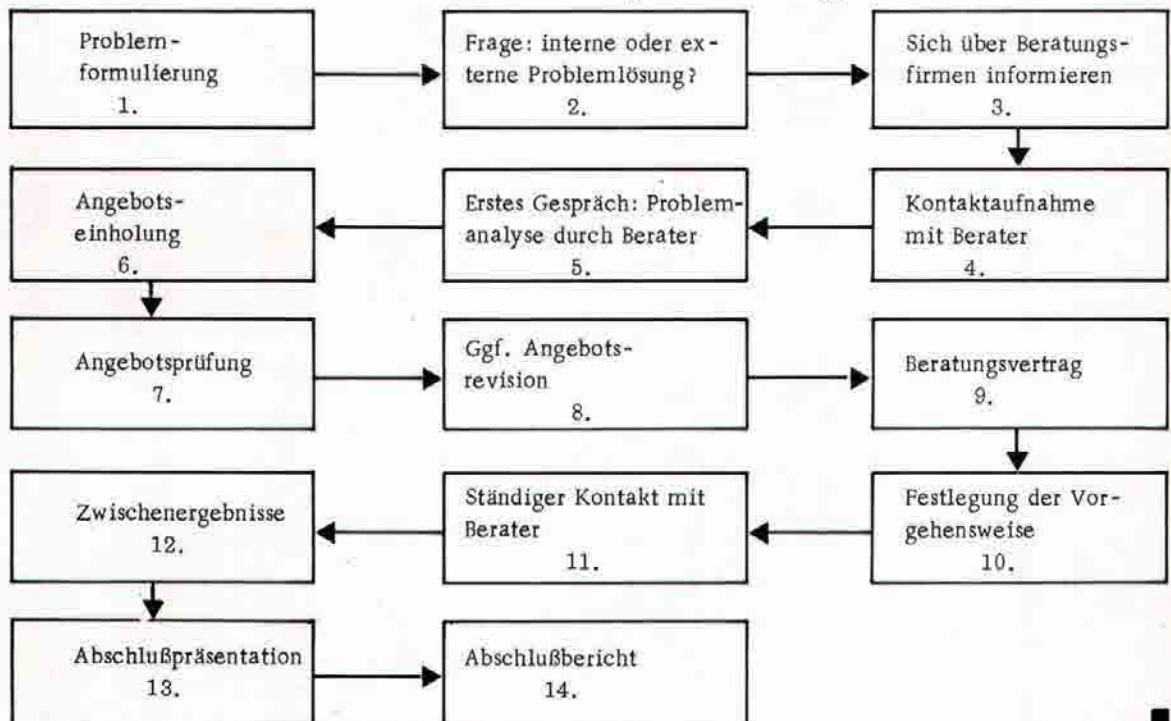 Problem-
formulierung
1.
Frage: interne oder ex-
terne Problemlösung?
2.
Sich über Beratungs-
firmen informieren
3.
Kontaktaufnahme
mit Berater
4.
Erstes Gespräch: Problem-
analyse durch Berater
5.
Angebots-
einholung
6.
Angebotsprüfung
7.
Ggf. Angebots-
revision
8.
Beratungsvertrag
9.
Festlegung der Vor-
gehensweise
10.
Ständiger Kontakt mit
Berater
11.
Zwischenergebnisse
12.
Abschlußpräsentation
13.
Abschlußbericht
14.